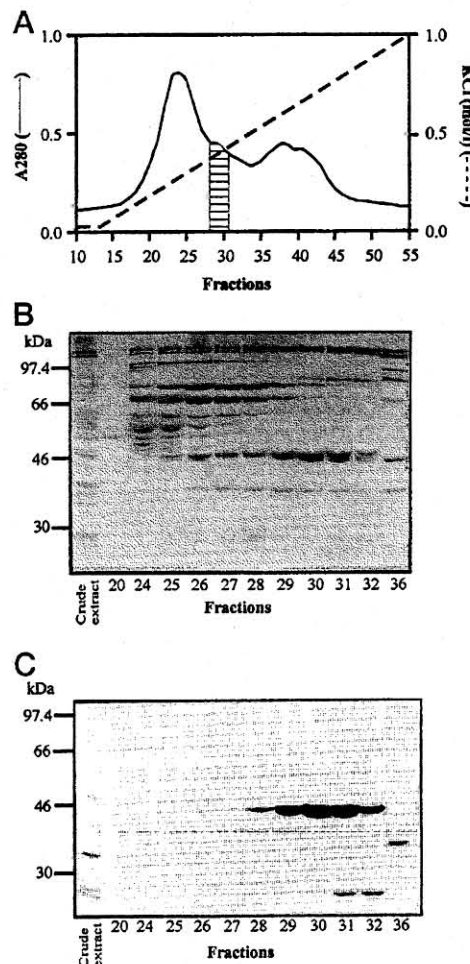 A
1.0
0.5
0.0
A280 (——)
1.0
0.5
0.0
KCl (mol/l) (-----)
10 15 20 25 30 35 40 45 50 55
Fractions
B
kDa
97.4
66
46
30
Crude extract 20 24 25 26 27 28 29 30 31 32 36
Fractions
C
kDa
97.4
66
46
30
Crude extract 20 24 25 26 27 28 29 30 31 32 36
Fractions